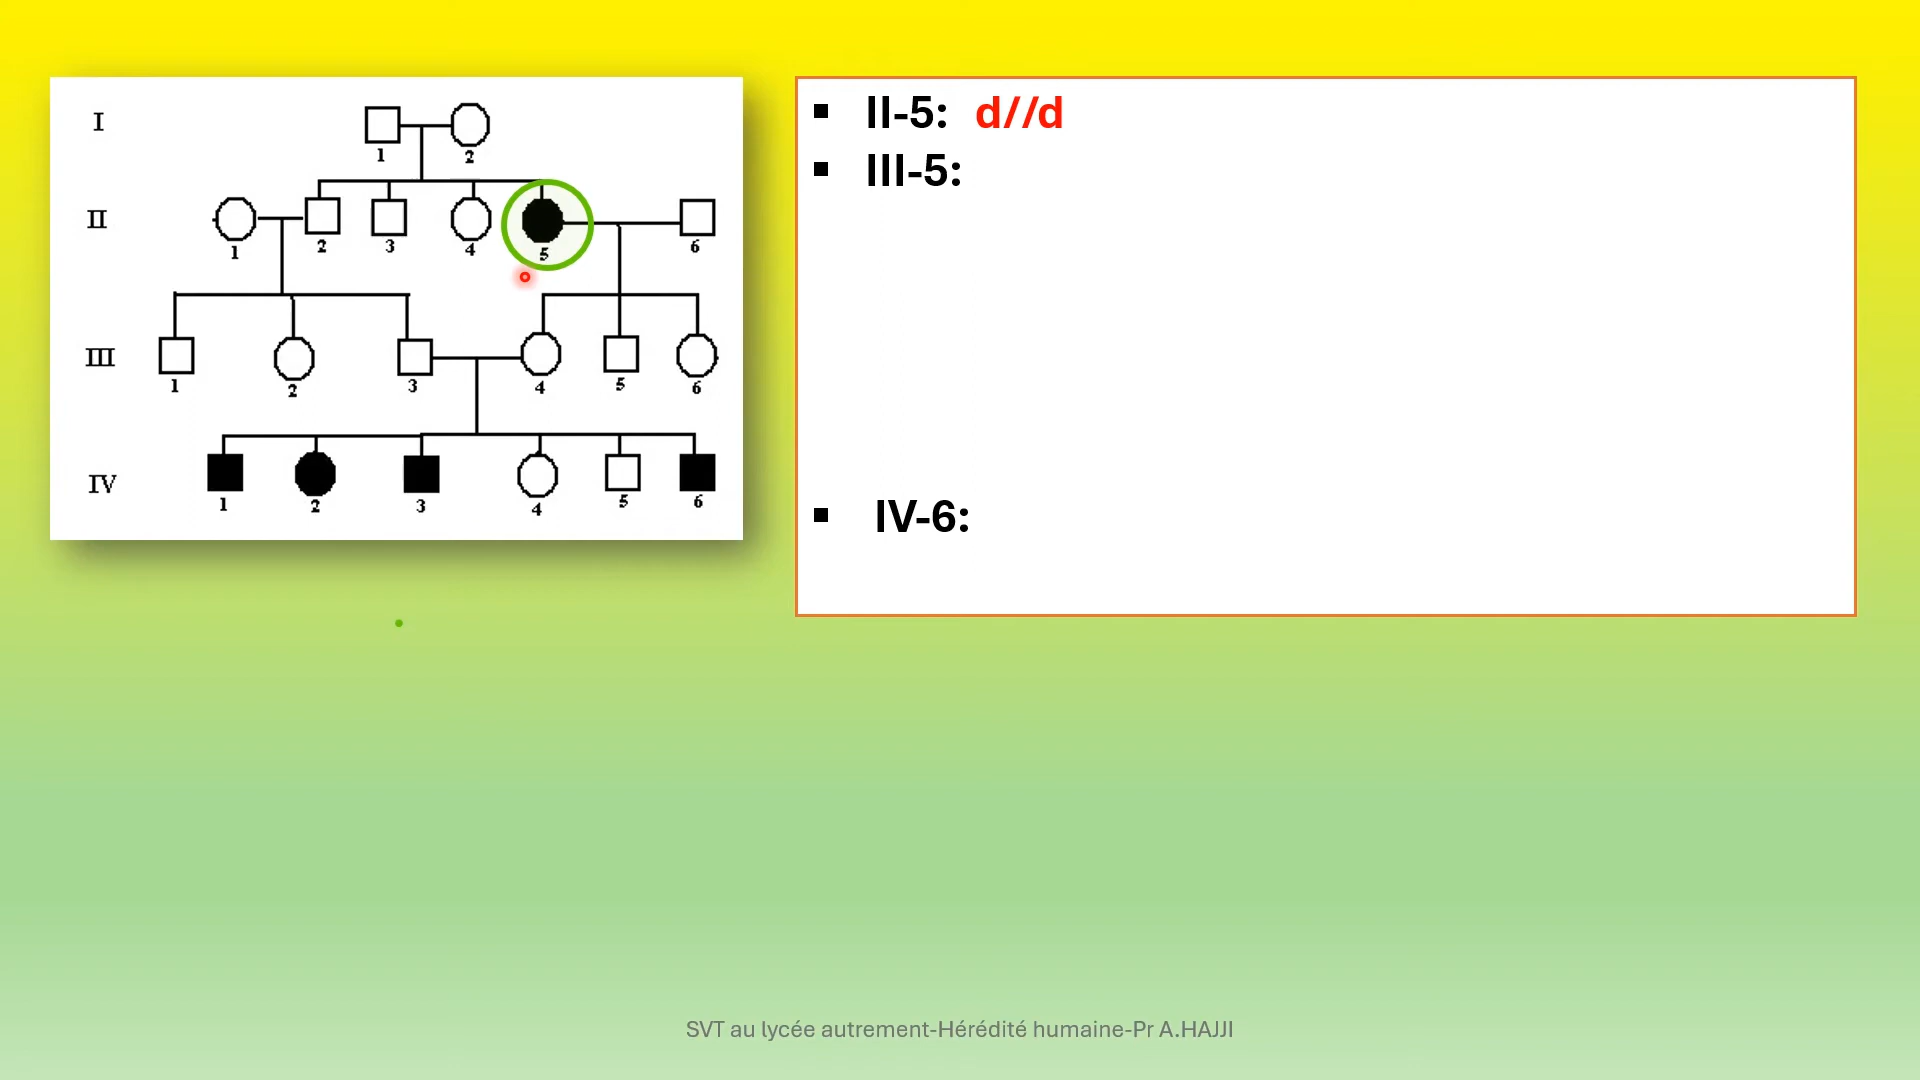 I
1 2
II
1 2 3 4 5 6
III
1 2 3 4 5 6
IV
1 2 3 4 5 6
▪ II-5: d//d
▪ III-5:
▪ IV-6:
SVT au lycée autrement-Hérédité humaine-Pr A.HAJJI